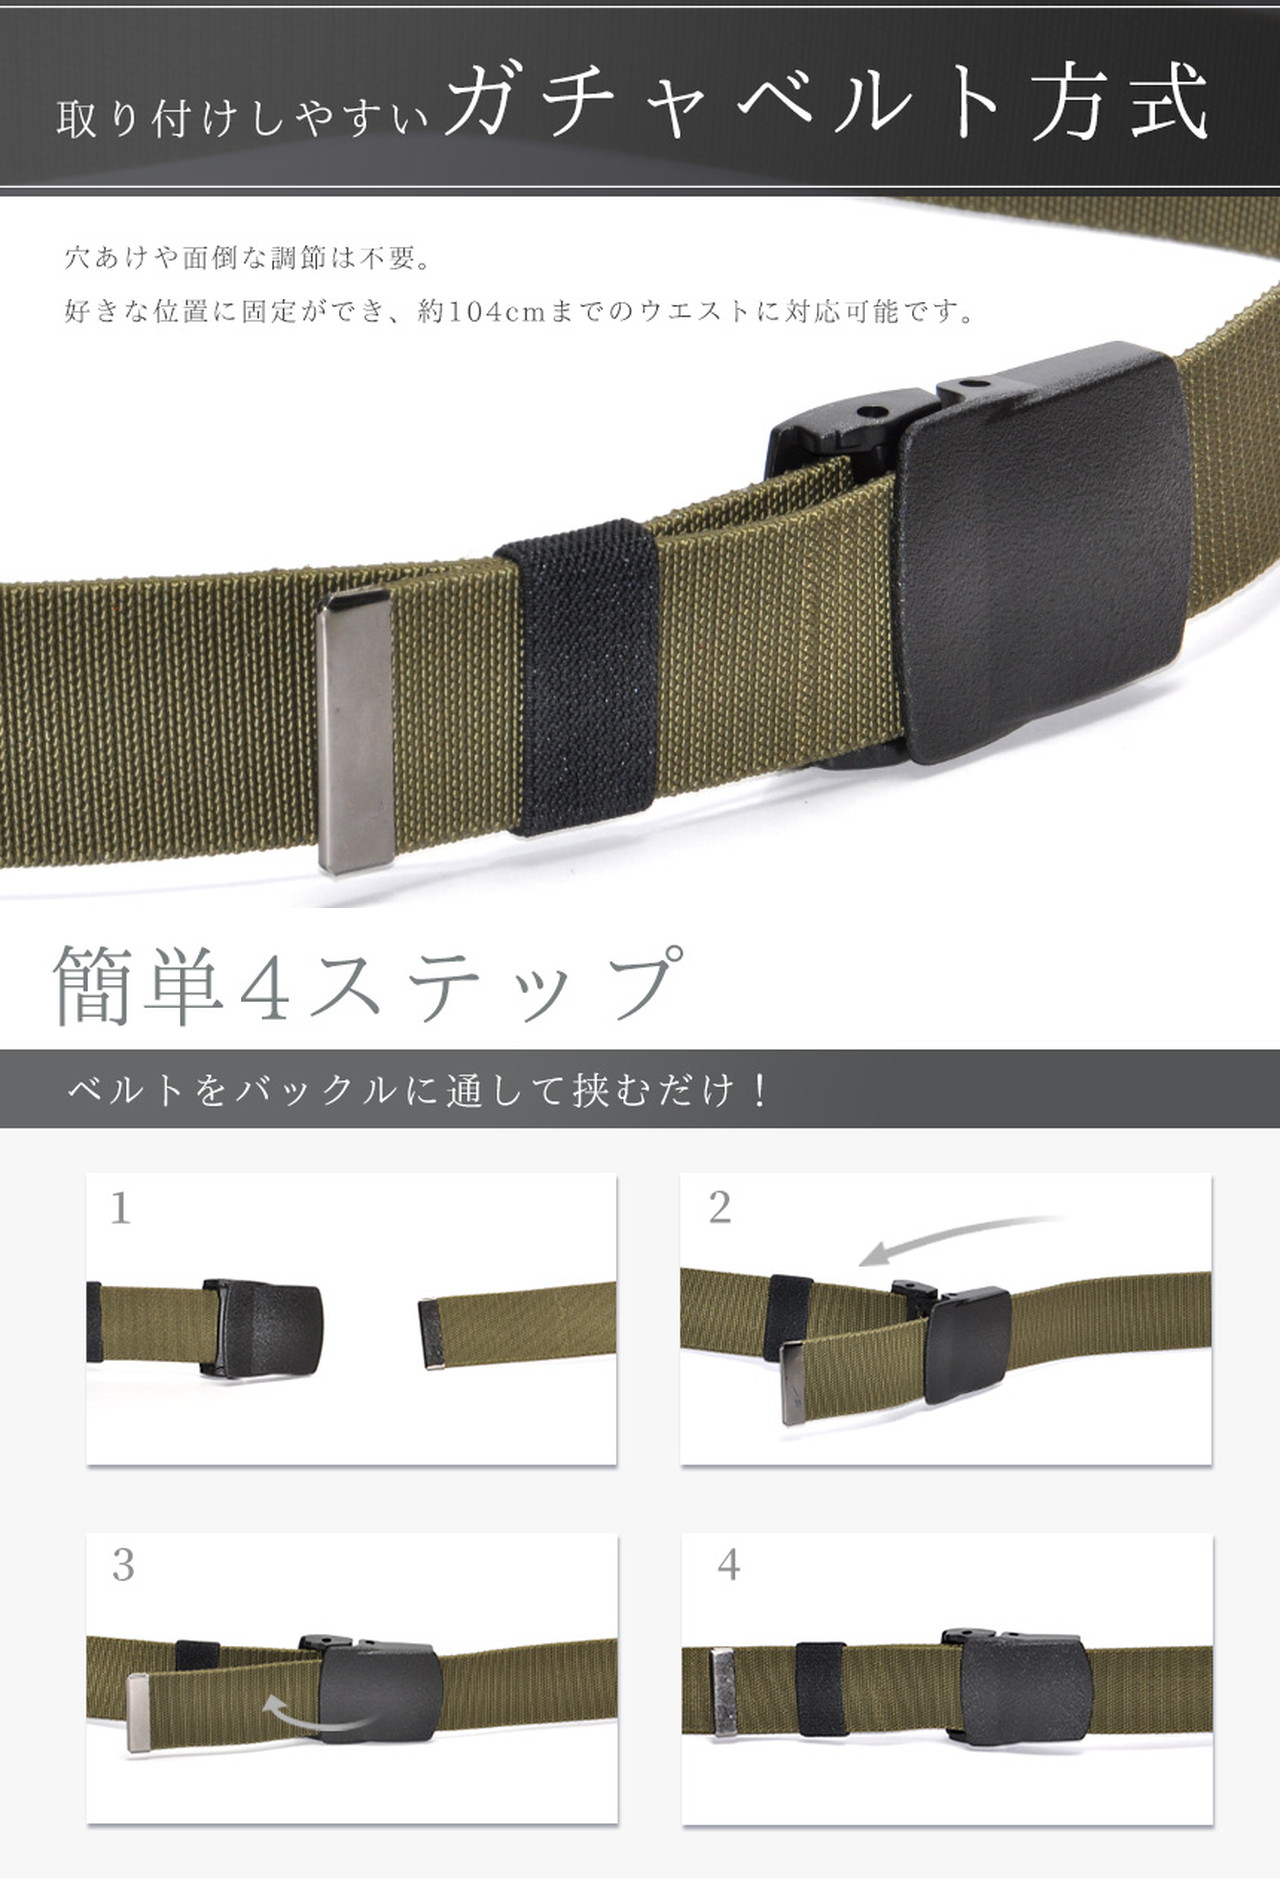 取り付けしやすいガチャベルト方式
穴あけや面倒な調節は不要。
好きな位置に固定ができ、約104cmまでのウエストに対応可能です。
簡単4ステップ
ベルトをバックルに通して挟むだけ！
1
2
3
4